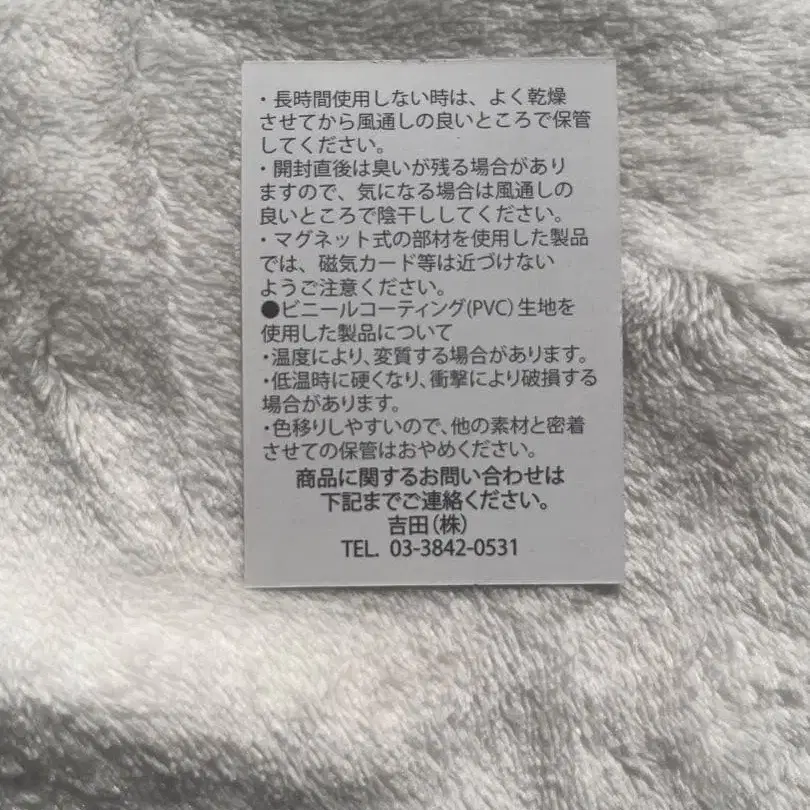 ・長時間使用しない時は、よく乾燥
させてから風通しの良いところで保管
してください。
・開封直後は臭いが残る場合があり
ますので、気になる場合は風通しの
良いところで陰干ししてください。
・マグネット式の部材を使用した製品
では、磁気カード等は近づけない
ようご注意ください。
●ビニールコーティング(PVC)生地を
使用した製品について
・温度により、変質する場合があります。
・低温時に硬くなり、衝撃により破損する
場合があります。
・色移りしやすいので、他の素材と密着
させての保管はおやめください。
商品に関するお問い合わせは
下記までご連絡ください。
吉田(株)
TEL. 03-3842-0531